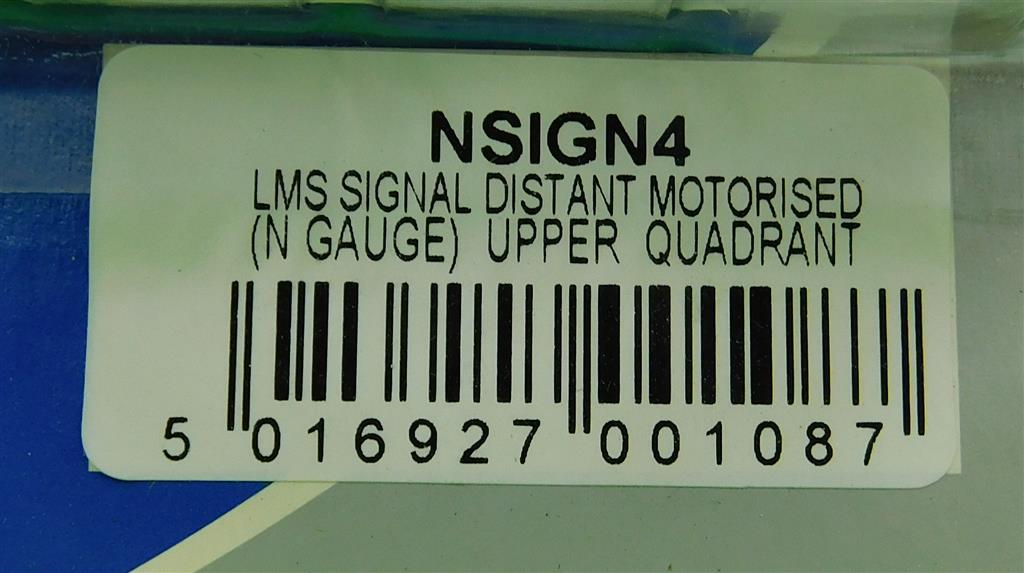 NSIGN4
LMS SIGNAL DISTANT MOTORISED
(N GAUGE) UPPER QUADRANT
5 016927 001087